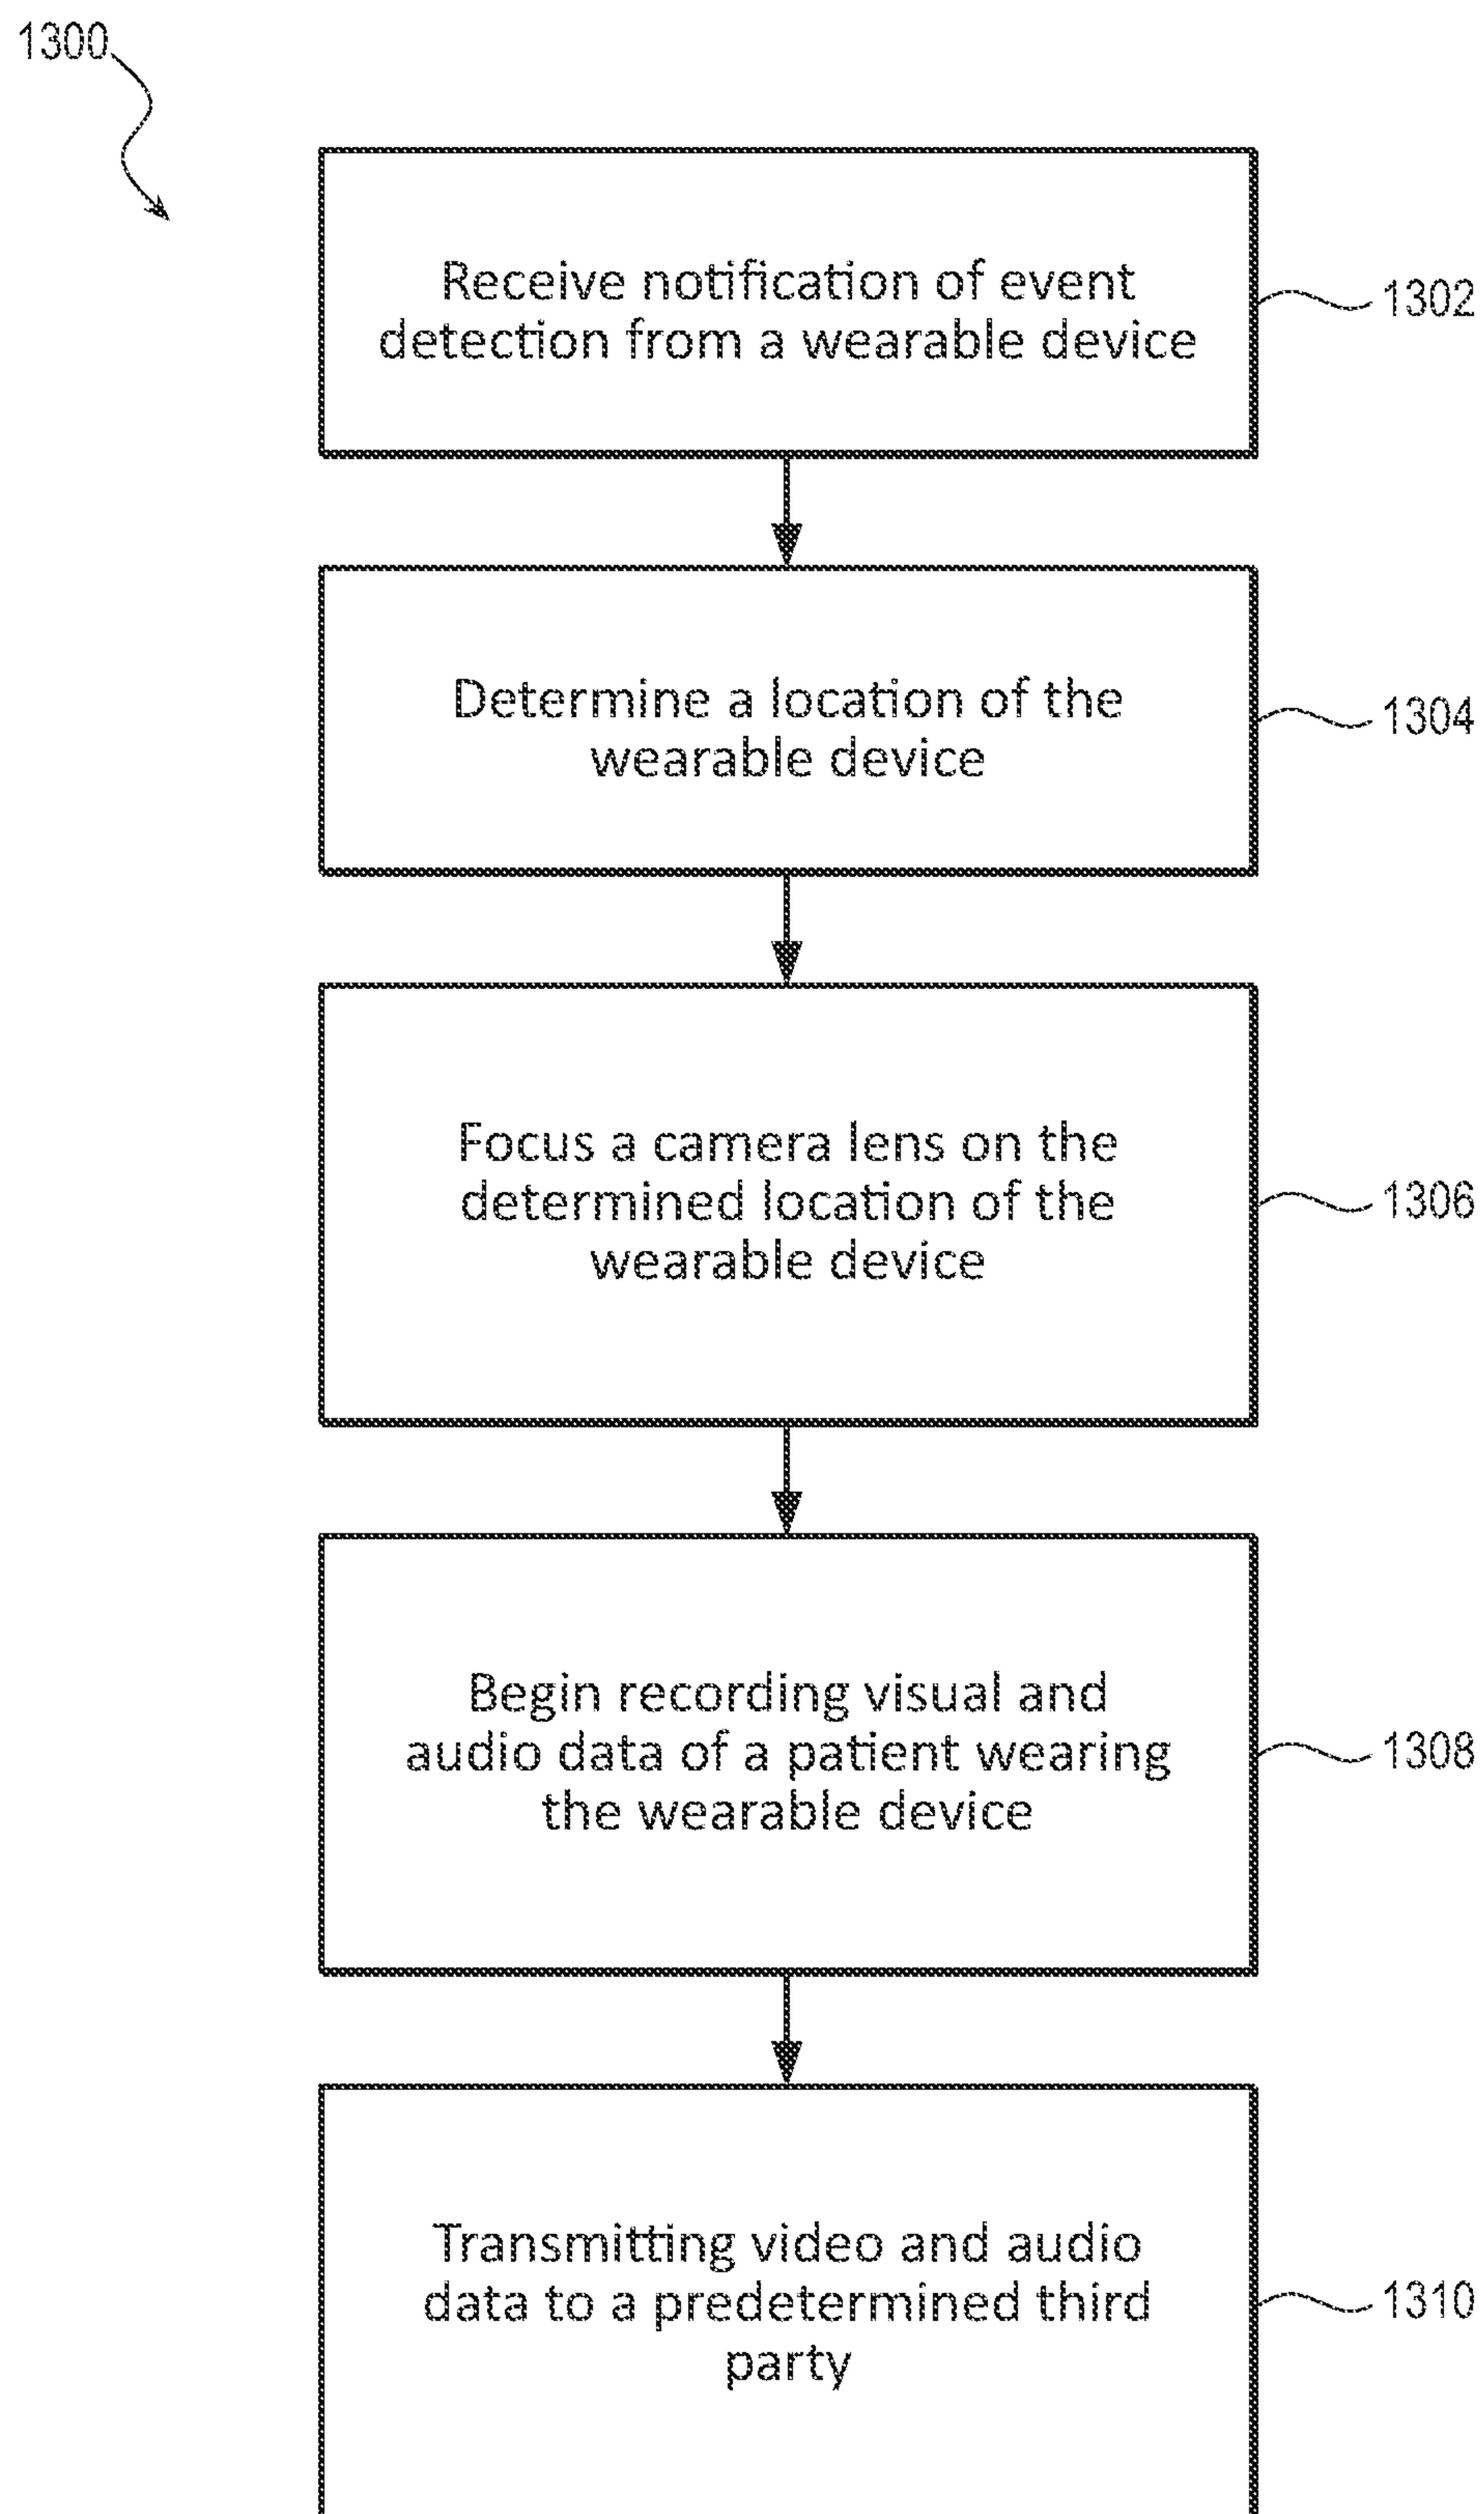 1300
Receive notification of event
detection from a wearable device
1302
Determine a location of the
wearable device
1304
Focus a camera lens on the
determined location of the
wearable device
1306
Begin recording visual and
audio data of a patient wearing
the wearable device
1308
Transmitting video and audio
data to a predetermined third
party
1310